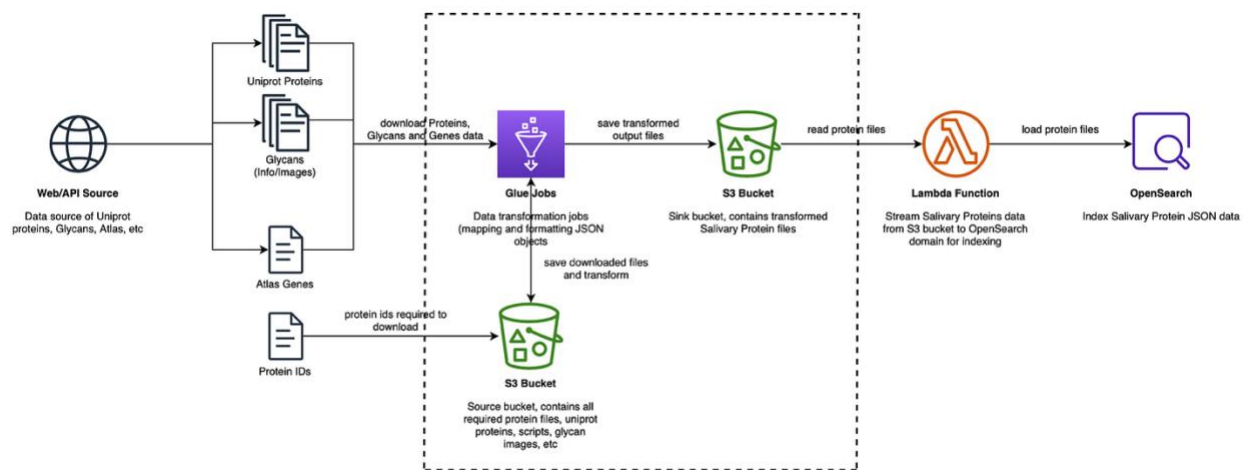 Uniprot Proteins
download Proteins,
Glycans and Genes data
save transformed
output files
read protein files
load protein files
Glycans
(Info/Images)
Web/API Source
Data source of Uniprot
proteins, Glycans, Atlas, etc
Glue Jobs
Data transformation jobs
(mapping and formatting JSON
objects
S3 Bucket
Sink bucket, contains transformed
Salivary Protein files
Lambda Function
Stream Salivary Proteins data
from S3 bucket to OpenSearch
domain for indexing
OpenSearch
Index Salivary Protein JSON data
Atlas Genes
save downloaded files
and transform
protein ids required to
download
Protein IDs
S3 Bucket
Source bucket, contains all
required protein files, uniprot
proteins, scripts, glycan
images, etc